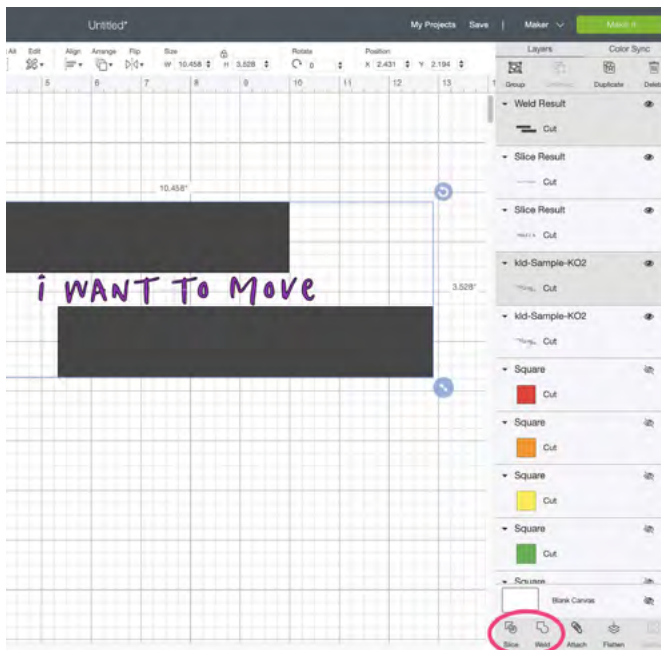 Untitled*
My Projects Save | Maker Make It
All Edit Align Arrange Flip Size Rotate Position
W 10.458 H 3.528 0 X 2.431 Y 2.194
Layers Color Sync
Group Duplicate Delete
5 6 7 8 9 10 11 12 13
Weld Result
Cut
Slice Result
Cut
Slice Result
Cut
10.458"
i WANT TO MOVE
3.528"
kld-Sample-KO2
Cut
kld-Sample-KO2
Cut
Square
Cut
Square
Cut
Square
Cut
Square
Cut
Square
Blank Canvas
Slice Weld Attach Flatten